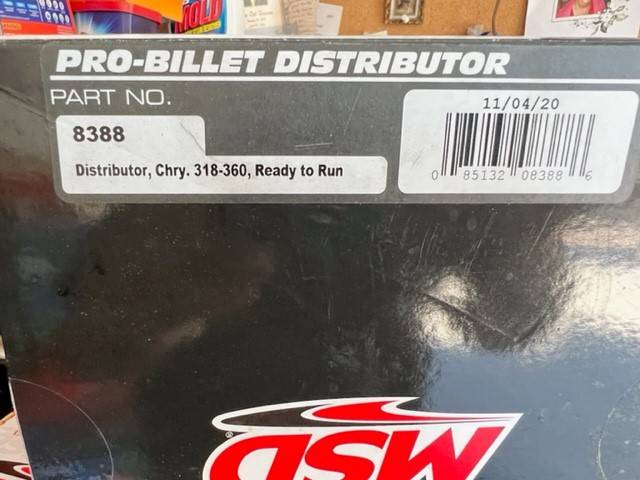 PRO-BILLET DISTRIBUTOR
PART NO.
8388
Distributor, Chry. 318-360, Ready to Run
11/04/20
0 85132 08388 6
MSD
®